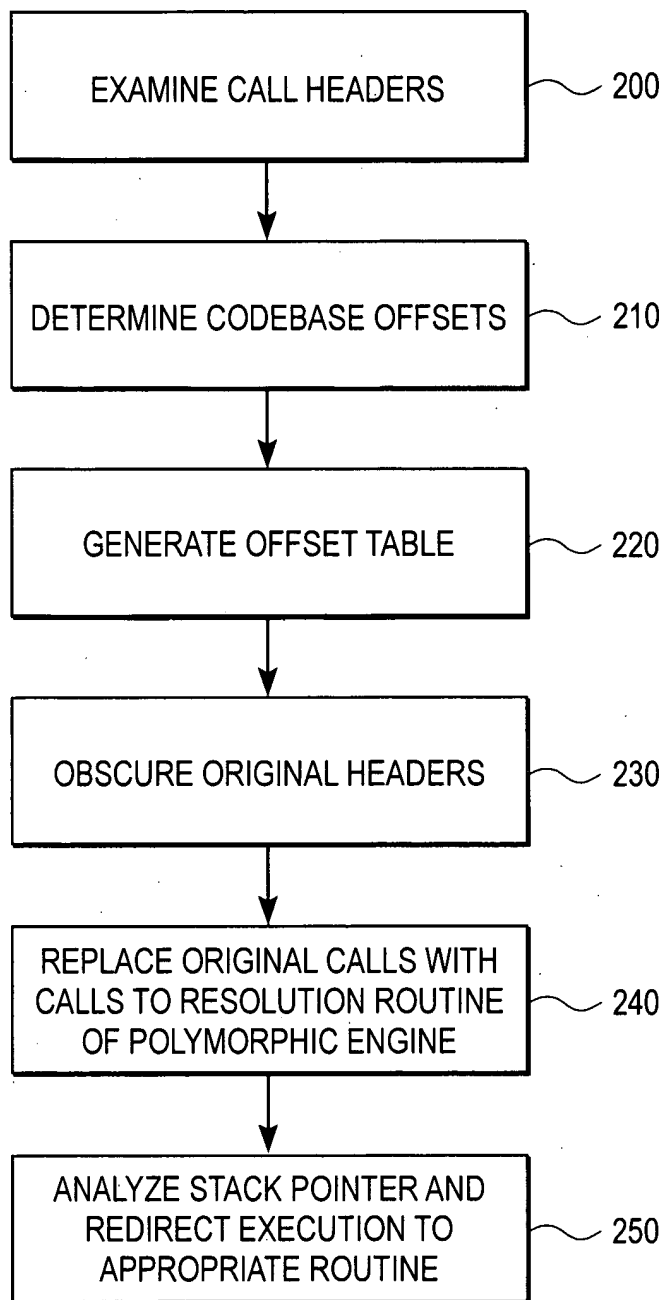 EXAMINE CALL HEADERS
200
DETERMINE CODEBASE OFFSETS
210
GENERATE OFFSET TABLE
220
OBSCURE ORIGINAL HEADERS
230
REPLACE ORIGINAL CALLS WITH
CALLS TO RESOLUTION ROUTINE
OF POLYMORPHIC ENGINE
240
ANALYZE STACK POINTER AND
REDIRECT EXECUTION TO
APPROPRIATE ROUTINE
250